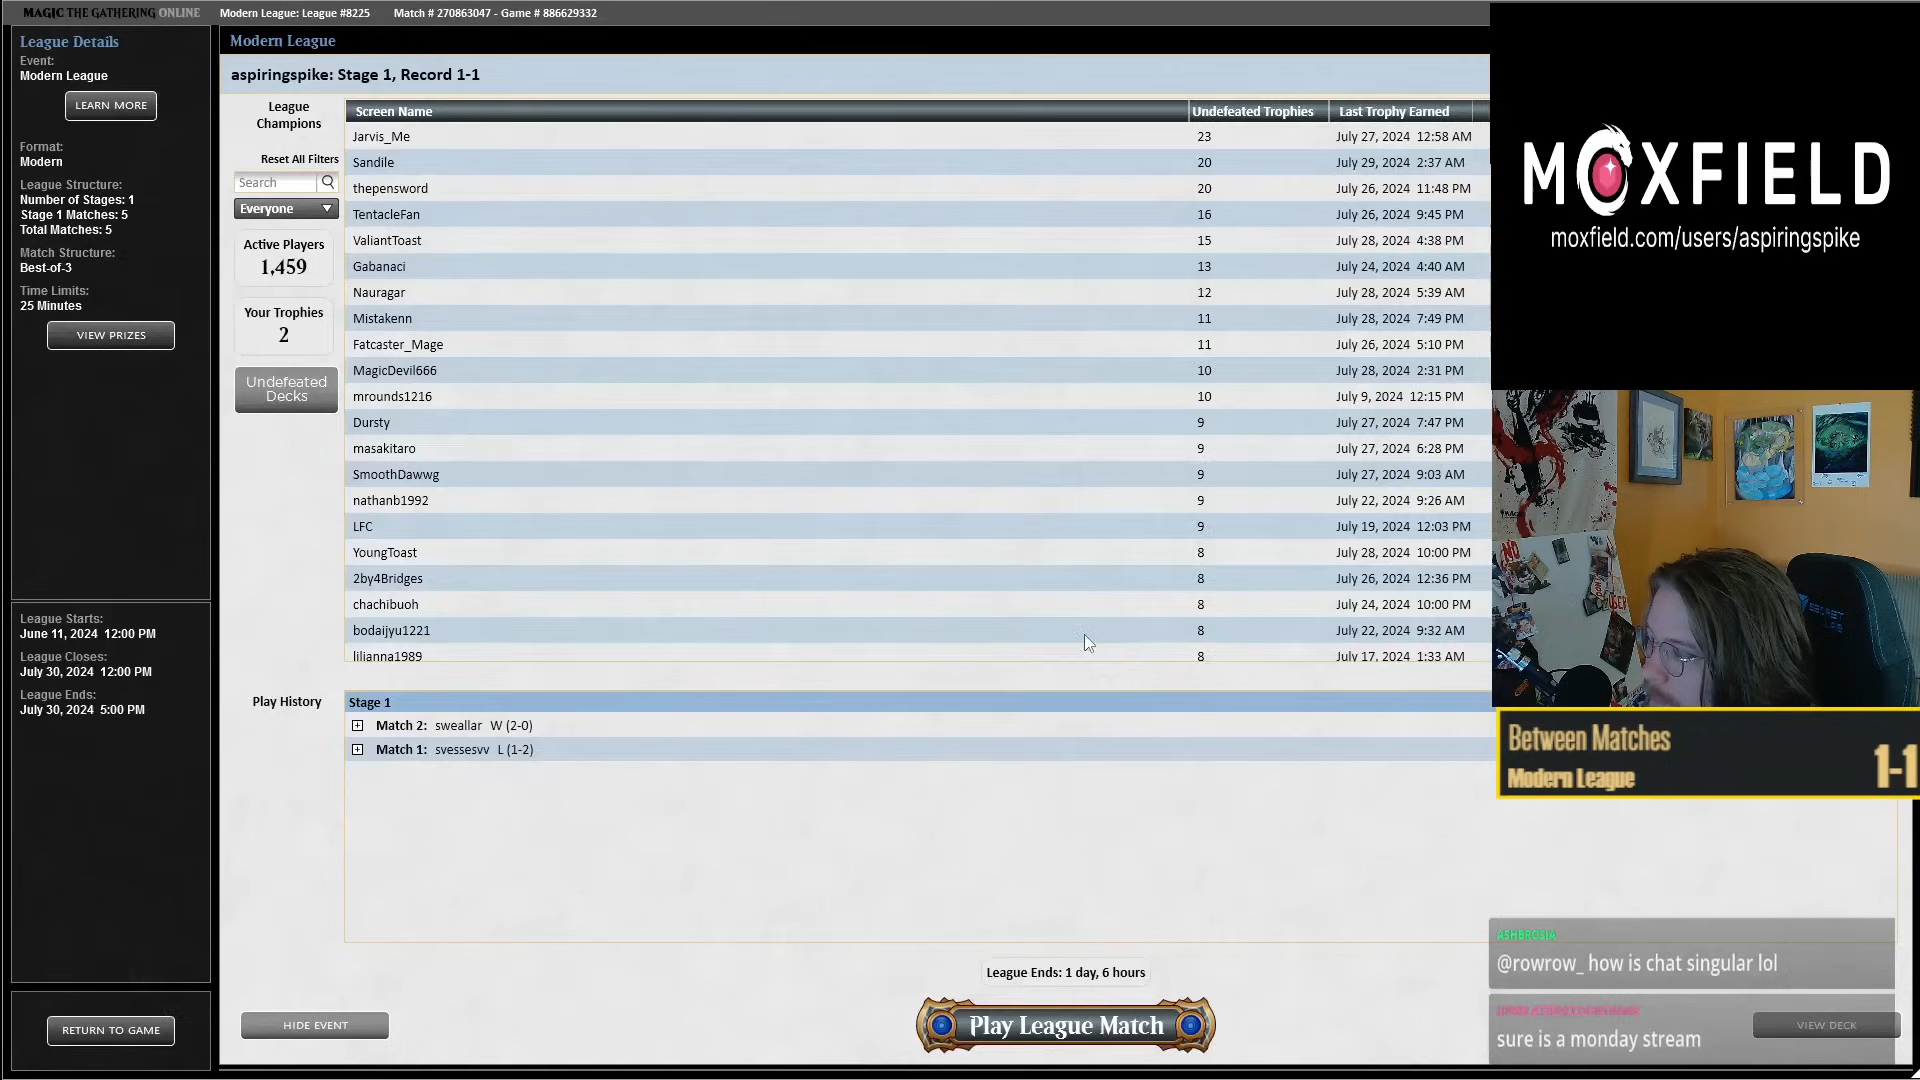 MAGIC THE GATHERING ONLINE
Modern League: League #8225
Match # 270863047 - Game # 886629332
League Details
Event:
Modern League
LEARN MORE
Format:
Modern
League Structure:
Number of Stages: 1
Stage 1 Matches: 5
Total Matches: 5
Match Structure:
Best-of-3
Time Limits:
25 Minutes
VIEW PRIZES
League Starts:
June 11, 2024 12:00 PM
League Closes:
July 30, 2024 12:00 PM
League Ends:
July 30, 2024 5:00 PM
RETURN TO GAME
Modern League
aspiringspike: Stage 1, Record 1-1
League
Champions
Reset All Filters
Search
Everyone
Active Players
1,459
Your Trophies
2
Undefeated
Decks
Screen Name Undefeated Trophies Last Trophy Earned
Jarvis_Me 23 July 27, 2024 12:58 AM
Sandile 20 July 29, 2024 2:37 AM
thepensword 20 July 26, 2024 11:48 PM
TentacleFan 16 July 26, 2024 9:45 PM
ValiantToast 15 July 28, 2024 4:38 PM
Gabanaci 13 July 24, 2024 4:40 AM
Nauragar 12 July 28, 2024 5:39 AM
Mistakenn 11 July 28, 2024 7:49 PM
Fatcaster_Mage 11 July 26, 2024 5:10 PM
MagicDevil666 10 July 28, 2024 2:31 PM
mrounds1216 10 July 9, 2024 12:15 PM
Dursty 9 July 27, 2024 7:47 PM
masakitaro 9 July 27, 2024 6:28 PM
SmoothDawwg 9 July 27, 2024 9:03 AM
nathanb1992 9 July 22, 2024 9:26 AM
LFC 9 July 19, 2024 12:03 PM
YoungToast 8 July 28, 2024 10:00 PM
2by4Bridges 8 July 26, 2024 12:36 PM
chachibuoh 8 July 24, 2024 10:00 PM
bodaijyu1221 8 July 22, 2024 9:32 AM
lilianna1989 8 July 17, 2024 1:33 AM
Play History
Stage 1
Match 2: sweallar W (2-0)
Match 1: svessesvv L (1-2)
League Ends: 1 day, 6 hours
HIDE EVENT
Play League Match
MOXFIELD
moxfield.com/users/aspiringspike
SECRET
LAB
Between Matches
Modern League
1-1
ASHBROSIA
@rowrow_ how is chat singular lol
sure is a monday stream
VIEW DECK